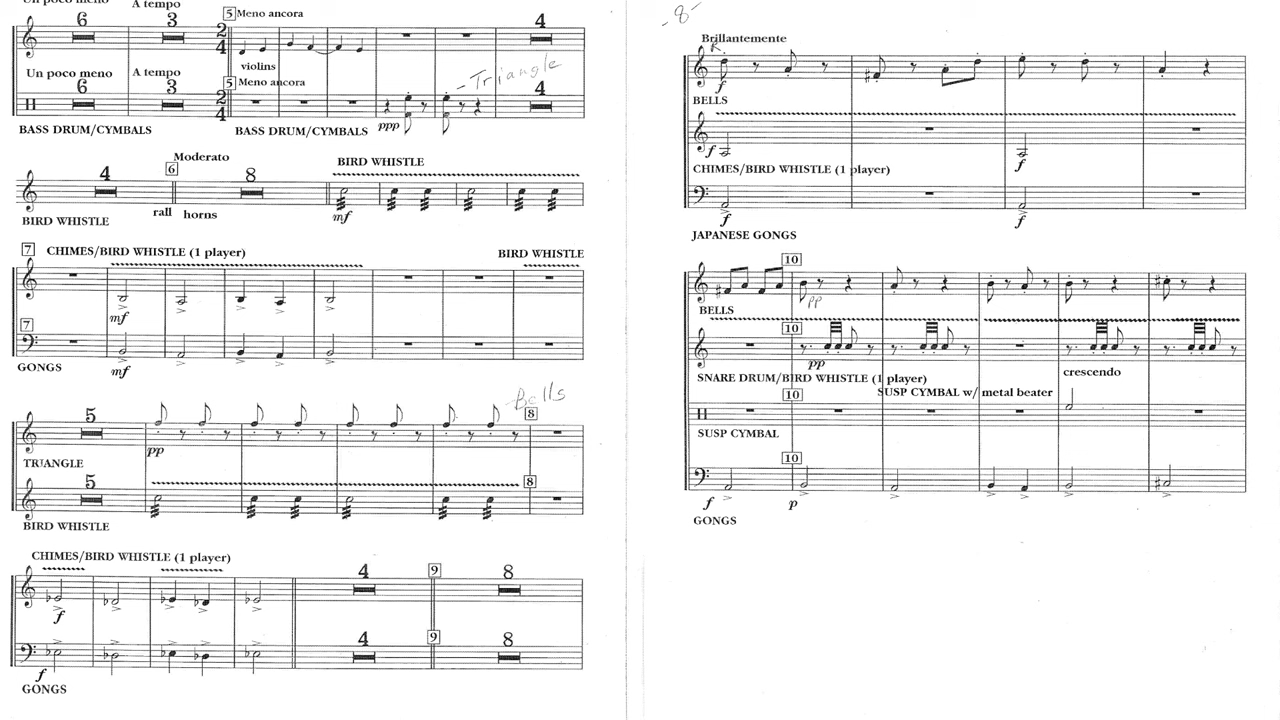 Un poco meno
A tempo
5 Meno ancora
6
3
2
4
4
violins
Un poco meno
A tempo
5 Meno ancora
- Triangle
6
3
2
4
4
BASS DRUM/CYMBALS
BASS DRUM/CYMBALS
ppp
Moderato
BIRD WHISTLE
4
6
8
BIRD WHISTLE
rall
horns
mf
7 CHIMES/BIRD WHISTLE (1 player)
BIRD WHISTLE
mf
7
GONGS
mf
- Bells
5
8
pp
TRIANGLE
5
8
BIRD WHISTLE
CHIMES/BIRD WHISTLE (1 player)
4
9
8
f
4
9
8
f
GONGS
-8-
Brillantemente
f
BELLS
f
f
CHIMES/BIRD WHISTLE (1 player)
f
f
JAPANESE GONGS
10
pp
BELLS
10
pp
crescendo
SNARE DRUM/BIRD WHISTLE (1 player)
10
SUSP CYMBAL w/ metal beater
SUSP CYMBAL
10
f
p
GONGS